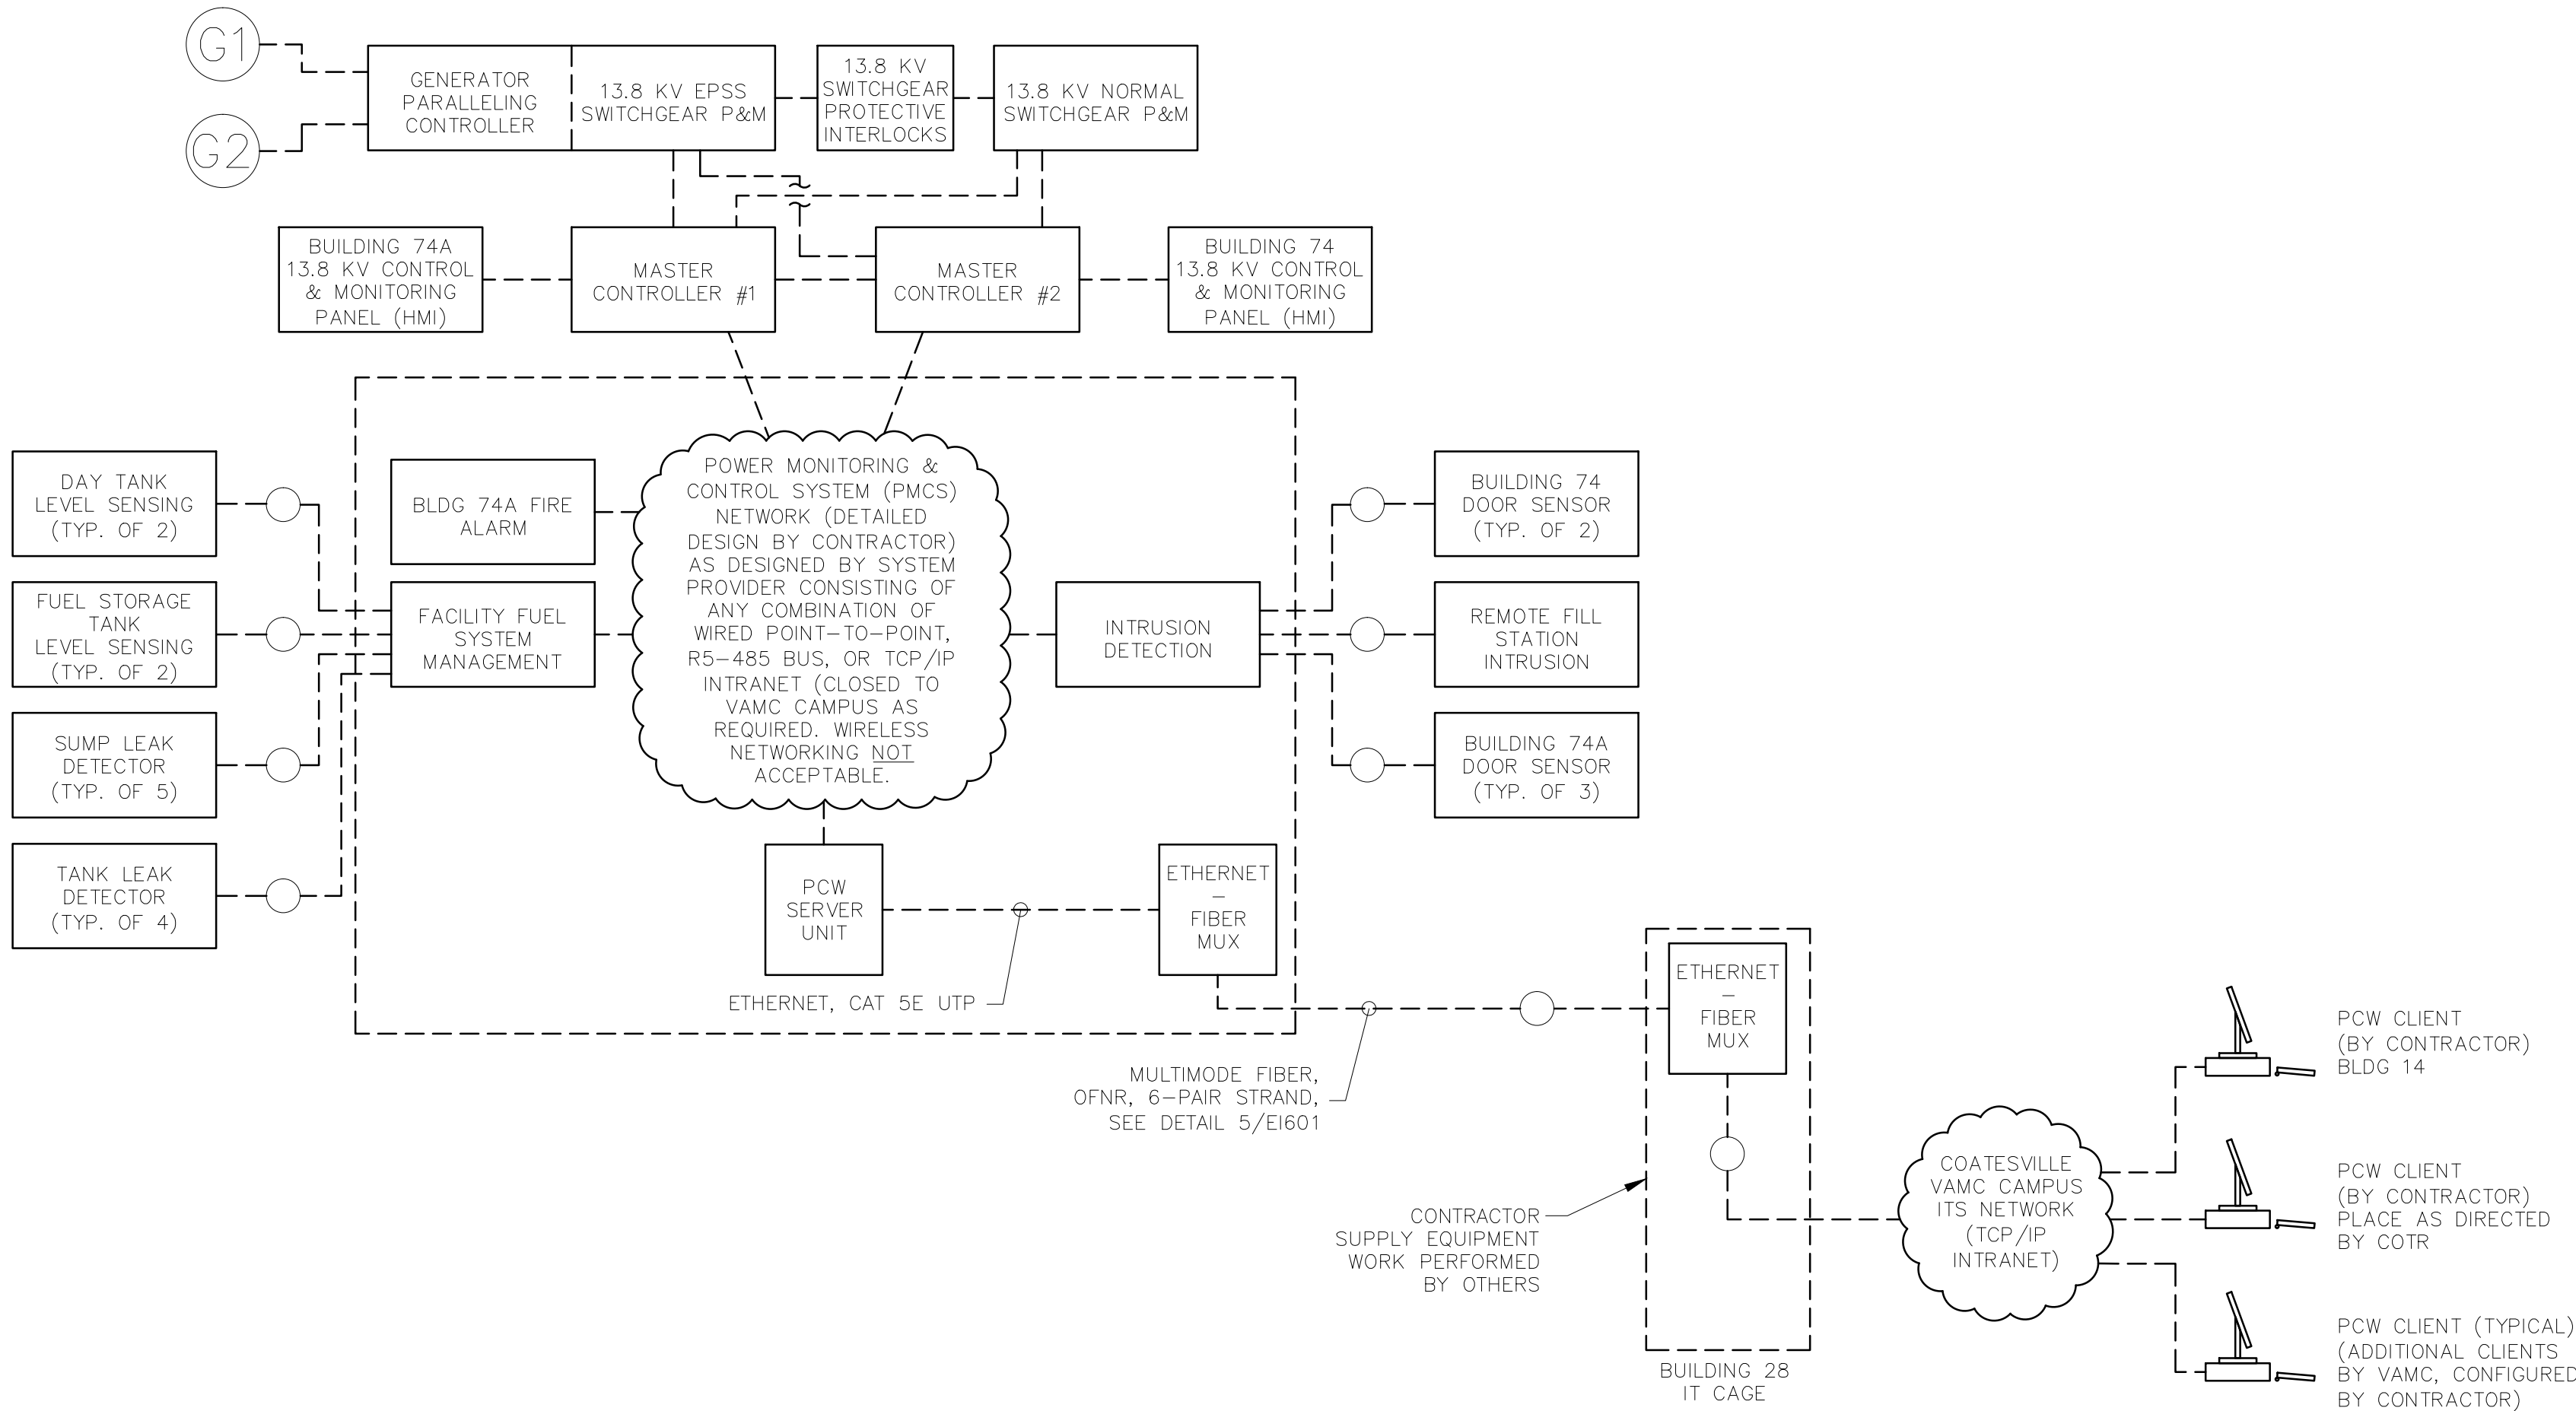 G1
G2
GENERATOR
PARALLELING
CONTROLLER
13.8 KV EPSS
SWITCHGEAR P&M
13.8 KV
SWITCHGEAR
PROTECTIVE
INTERLOCKS
13.8 KV NORMAL
SWITCHGEAR P&M
BUILDING 74A
13.8 KV CONTROL
& MONITORING
PANEL (HMI)
MASTER
CONTROLLER #1
MASTER
CONTROLLER #2
BUILDING 74
13.8 KV CONTROL
& MONITORING
PANEL (HMI)
DAY TANK
LEVEL SENSING
(TYP. OF 2)
FUEL STORAGE
TANK
LEVEL SENSING
(TYP. OF 2)
SUMP LEAK
DETECTOR
(TYP. OF 5)
TANK LEAK
DETECTOR
(TYP. OF 4)
BLDG 74A FIRE
ALARM
FACILITY FUEL
SYSTEM
MANAGEMENT
POWER MONITORING &
CONTROL SYSTEM (PMCS)
NETWORK (DETAILED
DESIGN BY CONTRACTOR)
AS DESIGNED BY SYSTEM
PROVIDER CONSISTING OF
ANY COMBINATION OF
WIRED POINT-TO-POINT,
R5-485 BUS, OR TCP/IP
INTRANET (CLOSED TO
VAMC CAMPUS AS
REQUIRED. WIRELESS
NETWORKING NOT
ACCEPTABLE.
INTRUSION
DETECTION
BUILDING 74
DOOR SENSOR
(TYP. OF 2)
REMOTE FILL
STATION
INTRUSION
BUILDING 74A
DOOR SENSOR
(TYP. OF 3)
PCW
SERVER
UNIT
ETHERNET
-
FIBER
MUX
ETHERNET, CAT 5E UTP
MULTIMODE FIBER,
OFNR, 6-PAIR STRAND,
SEE DETAIL 5/EI601
ETHERNET
-
FIBER
MUX
CONTRACTOR
SUPPLY EQUIPMENT
WORK PERFORMED
BY OTHERS
BUILDING 28
IT CAGE
COATESVILLE
VAMC CAMPUS
ITS NETWORK
(TCP/IP
INTRANET)
PCW CLIENT
(BY CONTRACTOR)
BLDG 14
PCW CLIENT
(BY CONTRACTOR)
PLACE AS DIRECTED
BY COTR
PCW CLIENT (TYPICAL)
(ADDITIONAL CLIENTS
BY VAMC, CONFIGURED
BY CONTRACTOR)